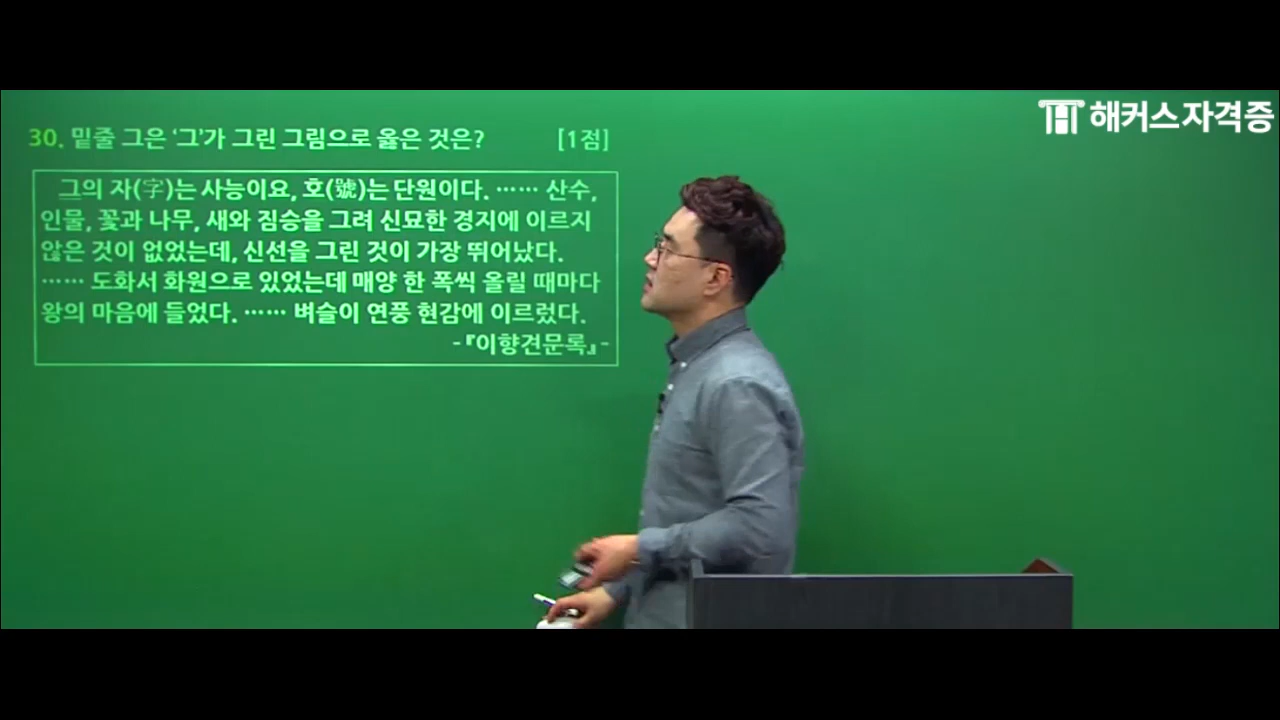 해커스자격증
30. 밑줄 그은 ‘그’가 그린 그림으로 옳은 것은? [1점]
그의 자(字)는 사능이요, 호(號)는 단원이다. …… 산수,
인물, 꽃과 나무, 새와 짐승을 그려 신묘한 경지에 이르지
않은 것이 없었는데, 신선을 그린 것이 가장 뛰어났다.
…… 도화서 화원으로 있었는데 매양 한 폭씩 올릴 때마다
왕의 마음에 들었다. …… 벼슬이 연풍 현감에 이르렀다.
-『이향견문록』-